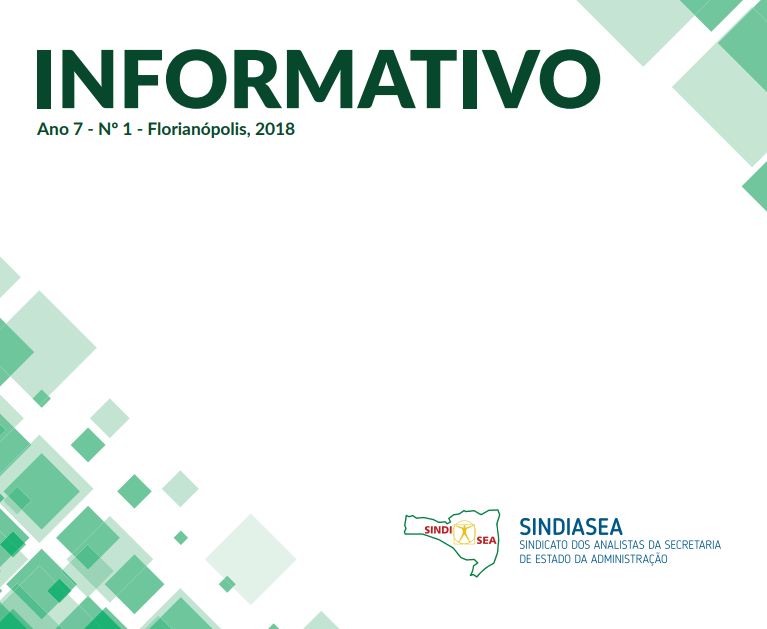 INFORMATIVO
Ano 7 - Nº 1 - Florianópolis, 2018
SINDI
SEA
SINDIASEA
SINDICATO DOS ANALISTAS DA SECRETARIA
DE ESTADO DA ADMINISTRAÇÃO